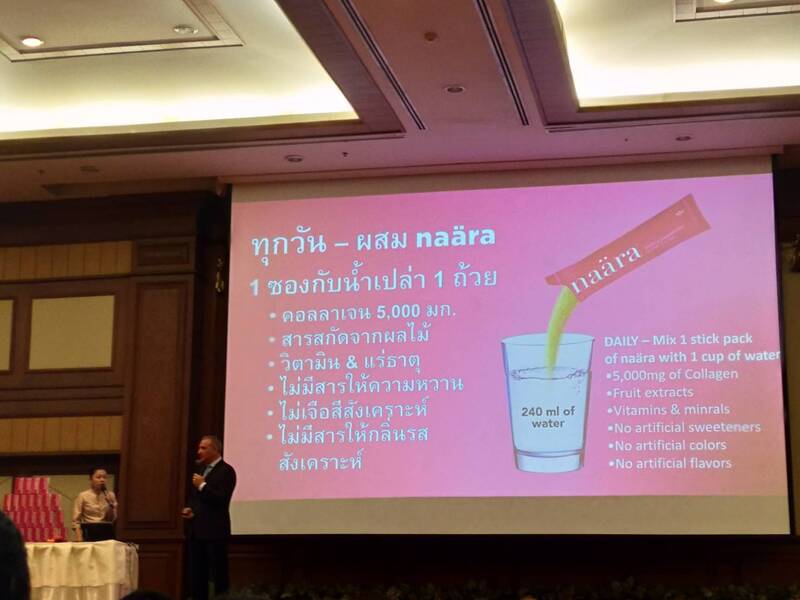 ทุกวัน – ผสม naära
1 ซองกับน้ำเปล่า 1 ถ้วย
• คอลลาเจน 5,000 มก.
• สารสกัดจากผลไม้
• วิตามิน & แร่ธาตุ
• ไม่มีสารให้ความหวาน
• ไม่เจือสีสังเคราะห์
• ไม่มีสารให้กลิ่นรส
สังเคราะห์
naära
240 ml of
water
DAILY – Mix 1 stick pack
of naära with 1 cup of water
•5,000mg of Collagen
•Fruit extracts
•Vitamins & minrals
•No artificial sweeteners
•No artificial colors
•No artificial flavors